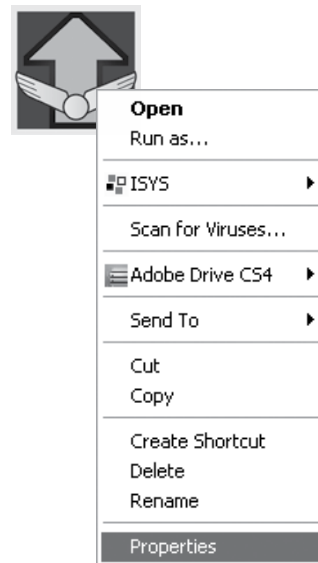 Open
Run as...
ISYS
Scan for Viruses...
Adobe Drive CS4
Send To
Cut
Copy
Create Shortcut
Delete
Rename
Properties